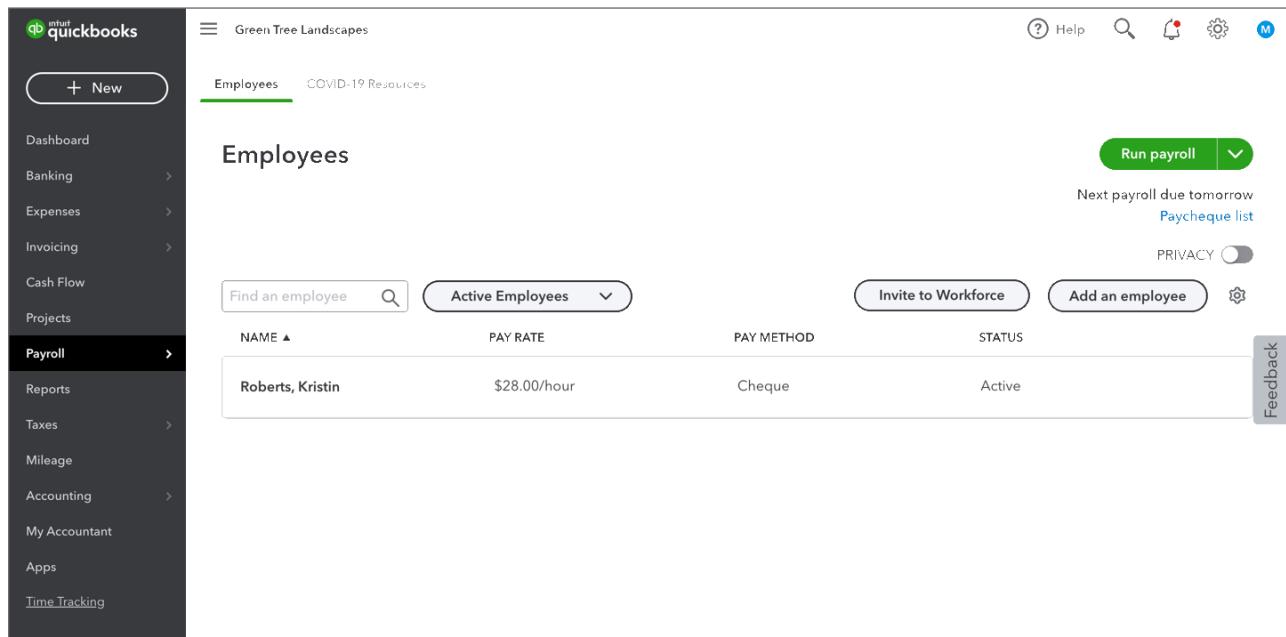 intuit
quickbooks
Green Tree Landscapes
Help
M
+ New
Employees
COVID-19 Resources
Dashboard
Banking
Expenses
Invoicing
Cash Flow
Projects
Payroll
Reports
Taxes
Mileage
Accounting
My Accountant
Apps
Time Tracking
Employees
Run payroll
Next payroll due tomorrow
Paycheque list
PRIVACY
Find an employee
Active Employees
Invite to Workforce
Add an employee
NAME PAY RATE PAY METHOD STATUS
Roberts, Kristin $28.00/hour Cheque Active
Feedback